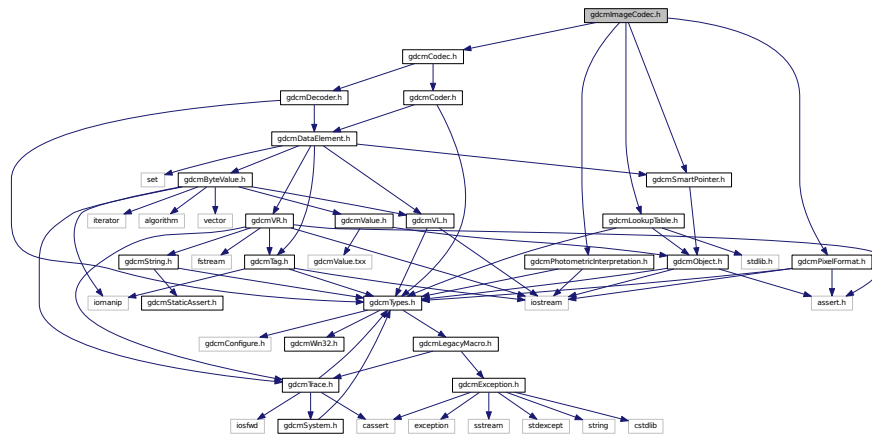 gdcmImageCodec.h
gdcmCodec.h
gdcmDecoder.h
gdcmCoder.h
gdcmDataElement.h
set
gdcmByteValue.h
gdcmSmartPointer.h
iterator
algorithm
vector
gdcmVR.h
gdcmValue.h
gdcmVL.h
gdcmLookupTable.h
gdcmString.h
fstream
gdcmTag.h
gdcmValue.txx
gdcmPhotometricInterpretation.h
gdcmObject.h
stdlib.h
gdcmPixelFormat.h
iomanip
gdcmStaticAssert.h
gdcmTypes.h
iostream
assert.h
gdcmConfigure.h
gdcmWin32.h
gdcmLegacyMacro.h
gdcmTrace.h
gdcmException.h
iosfwd
gdcmSystem.h
cassert
exception
sstream
stdexcept
string
cstdlib